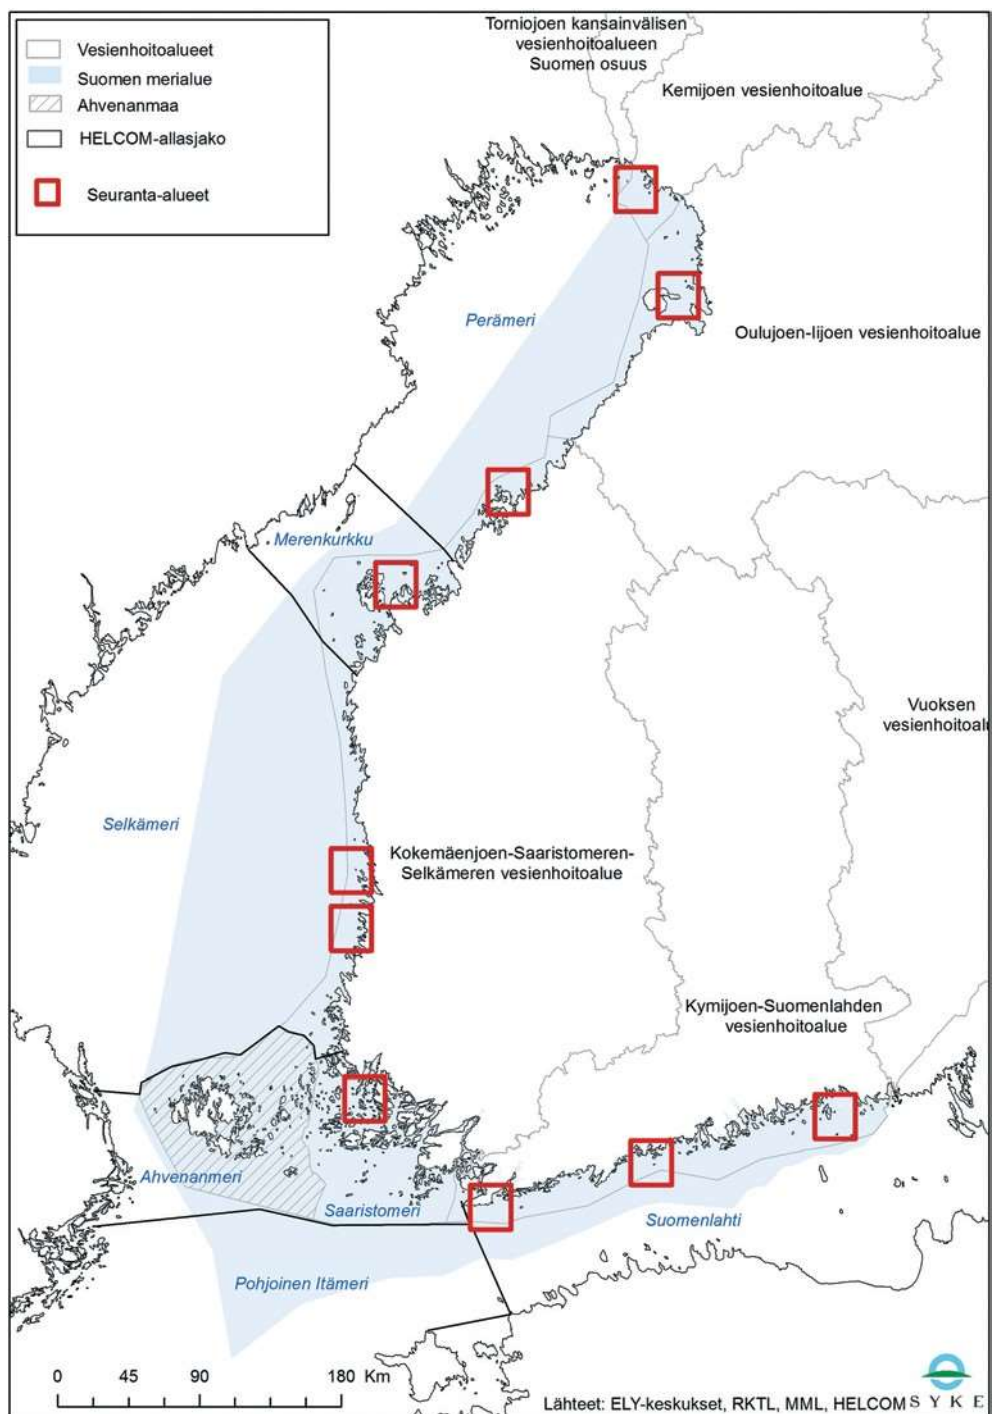 Vesienhoitoalueet
Suomen merialue
Ahvenanmaa
HELCOM-allasjako
Seuranta-alueet
Torniojoen kansainvälisen
vesienhoitoalueen
Suomen osuus
Kemijoen vesienhoitoalue
Perämeri
Oulujoen-Iijoen vesienhoitoalue
Merenkurkku
Vuoksen
vesienhoitoalu
Selkämeri
Kokemäenjoen-Saaristomeren-
Selkämeren vesienhoitoalue
Kymijoen-Suomenlahden
vesienhoitoalue
Ahvenanmeri
Saaristomeri
Suomenlahti
Pohjoinen Itämeri
0 45 90 180 Km
Lähteet: ELY-keskukset, RKTL, MML, HELCOM
SYKE